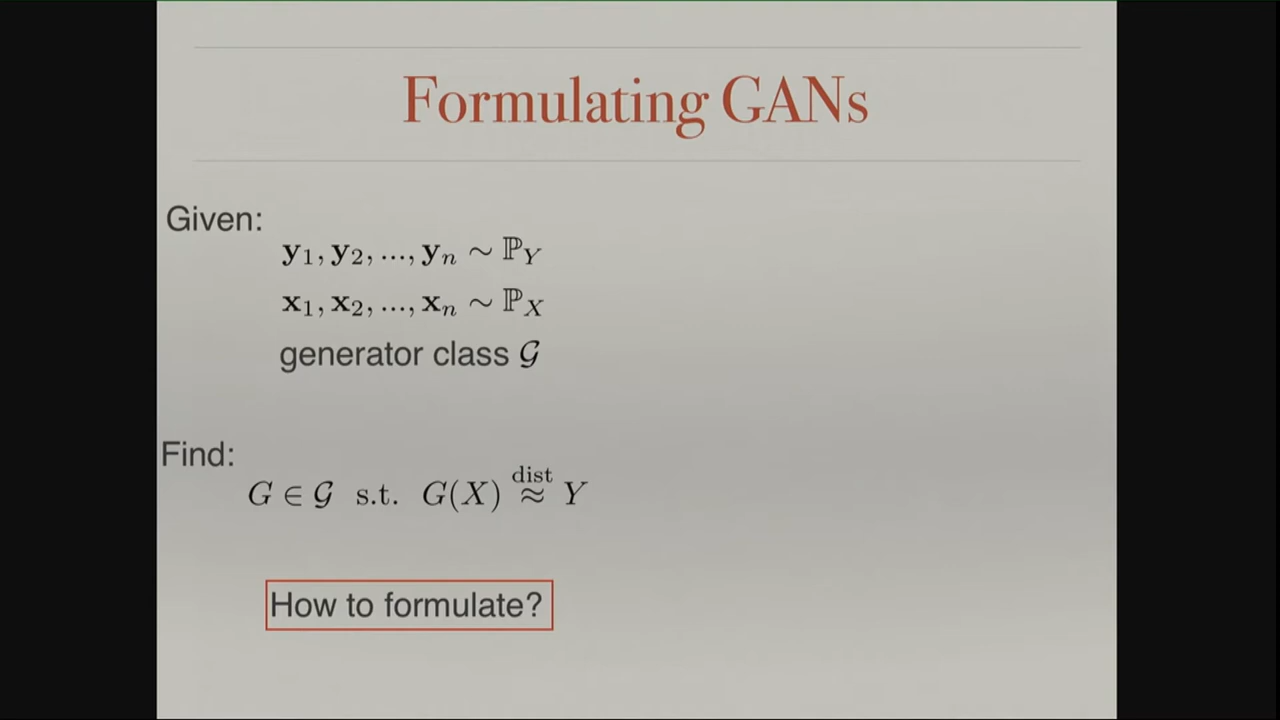 Formulating GANs
Given:
y₁, y₂, ..., yₙ ∼ ℙ_Y
x₁, x₂, ..., xₙ ∼ ℙ_X
generator class 𝒢
Find:
G ∈ 𝒢 s.t. G(X) ≈^dist Y
How to formulate?